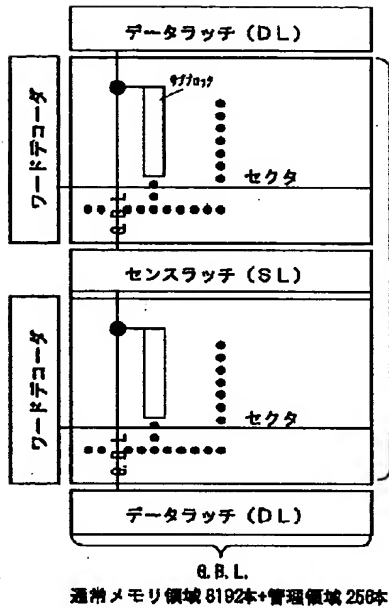 データラッチ (DL)
ワードデコーダ
サブブロック
セクタ
センスラッチ (SL)
ワードデコーダ
セクタ
データラッチ (DL)
G.B.L.
通常メモリ領域8192本+管理領域256本